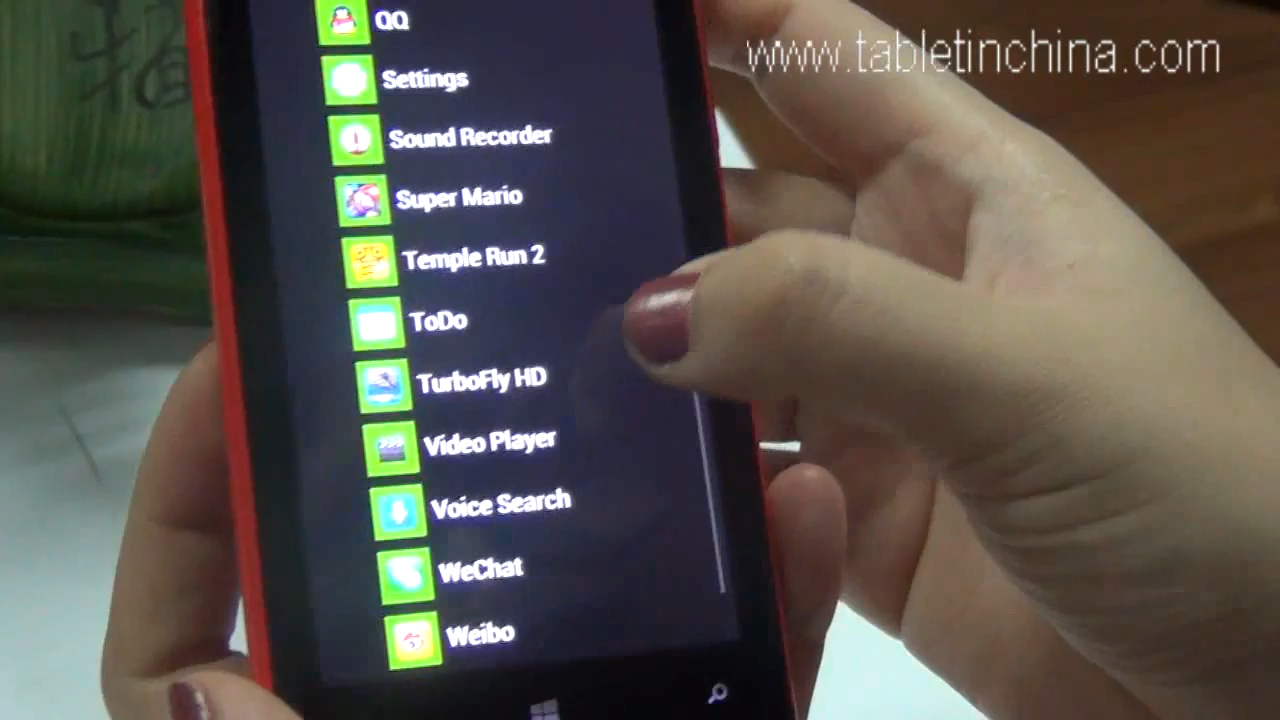 www.tabletinchina.com
QQ
Settings
Sound Recorder
Super Mario
Temple Run 2
ToDo
TurboFly HD
Video Player
Voice Search
WeChat
Weibo